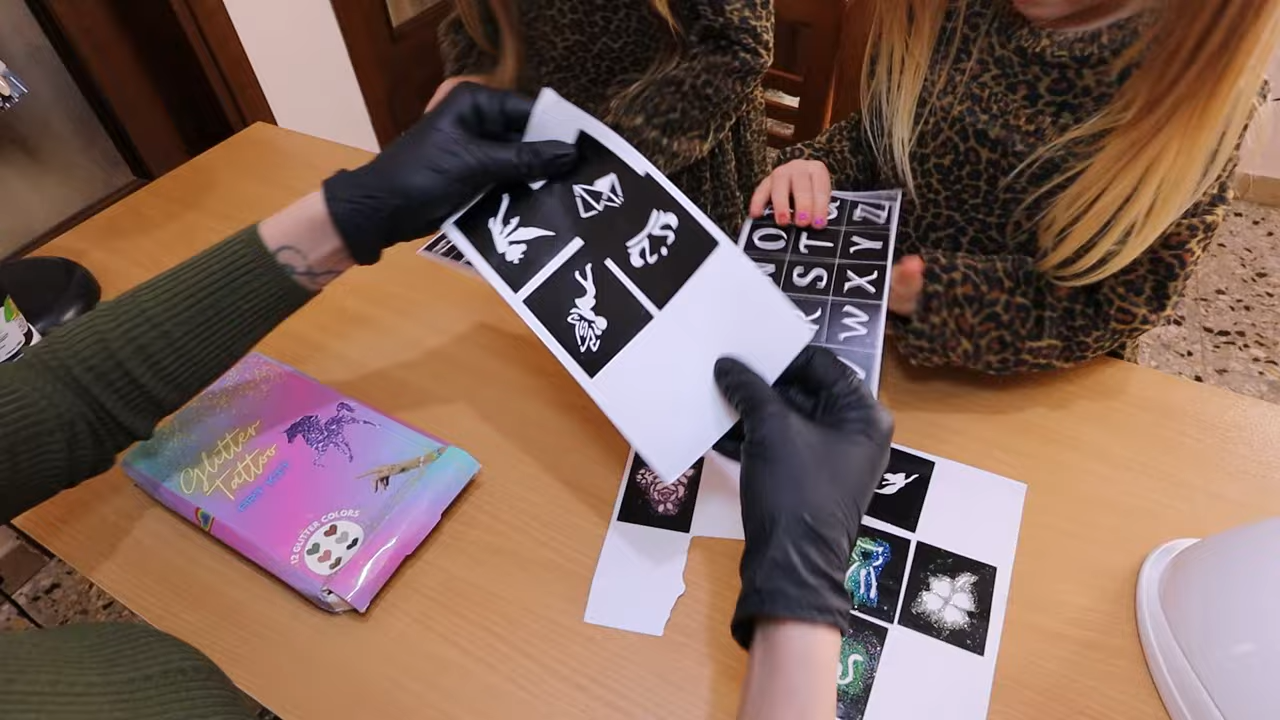 Glitter
Tattoo
12 GLITTER COLORS
O
S T U
W X Y Z
S